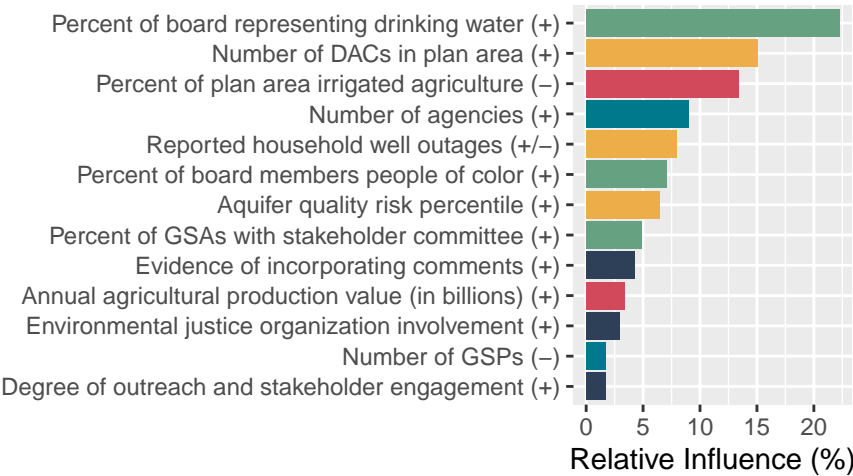 Percent of board representing drinking water (+)
Number of DACs in plan area (+)
Percent of plan area irrigated agriculture (−)
Number of agencies (+)
Reported household well outages (+/−)
Percent of board members people of color (+)
Aquifer quality risk percentile (+)
Percent of GSAs with stakeholder committee (+)
Evidence of incorporating comments (+)
Annual agricultural production value (in billions) (+)
Environmental justice organization involvement (+)
Number of GSPs (−)
Degree of outreach and stakeholder engagement (+)
0 5 10 15 20
Relative Influence (%)